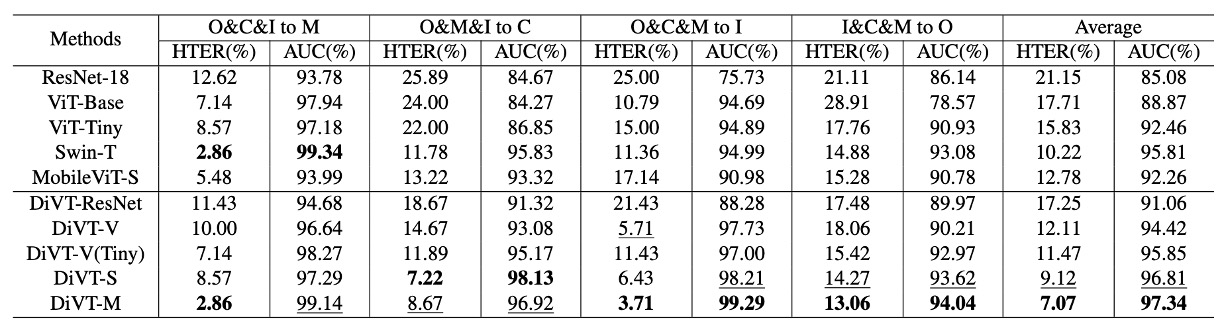 Methods O&C&I to M O&M&I to C O&C&M to I I&C&M to O Average
HTER(%) AUC(%) HTER(%) AUC(%) HTER(%) AUC(%) HTER(%) AUC(%) HTER(%) AUC(%)
ResNet-18 12.62 93.78 25.89 84.67 25.00 75.73 21.11 86.14 21.15 85.08
ViT-Base 7.14 97.94 24.00 84.27 10.79 94.69 28.91 78.57 17.71 88.87
ViT-Tiny 8.57 97.18 22.00 86.85 15.00 94.89 17.76 90.93 15.83 92.46
Swin-T 2.86 99.34 11.78 95.83 11.36 94.99 14.88 93.08 10.22 95.81
MobileViT-S 5.48 93.99 13.22 93.32 17.14 90.98 15.28 90.78 12.78 92.26
DiVT-ResNet 11.43 94.68 18.67 91.32 21.43 88.28 17.48 89.97 17.25 91.06
DiVT-V 10.00 96.64 14.67 93.08 5.71 97.73 18.06 90.21 12.11 94.42
DiVT-V(Tiny) 7.14 98.27 11.89 95.17 11.43 97.00 15.42 92.97 11.47 95.85
DiVT-S 8.57 97.29 7.22 98.13 6.43 98.21 14.27 93.62 9.12 96.81
DiVT-M 2.86 99.14 8.67 96.92 3.71 99.29 13.06 94.04 7.07 97.34